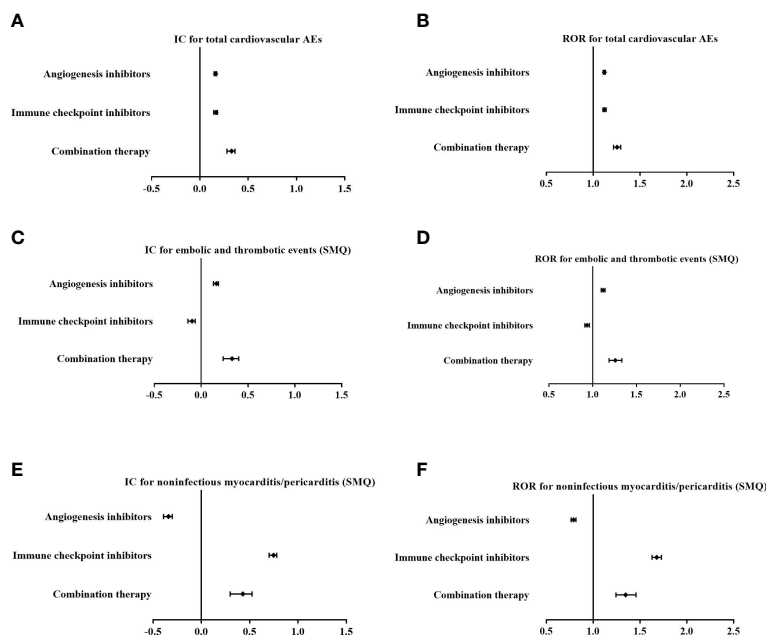 A
IC for total cardiovascular AEs
Angiogenesis inhibitors
Immune checkpoint inhibitors
Combination therapy
-0.5 0.0 0.5 1.0 1.5
B
ROR for total cardiovascular AEs
Angiogenesis inhibitors
Immune checkpoint inhibitors
Combination therapy
0.5 1.0 1.5 2.0 2.5
C
IC for embolic and thrombotic events (SMQ)
Angiogenesis inhibitors
Immune checkpoint inhibitors
Combination therapy
-0.5 0.0 0.5 1.0 1.5
D
ROR for embolic and thrombotic events (SMQ)
Angiogenesis inhibitors
Immune checkpoint inhibitors
Combination therapy
0.5 1.0 1.5 2.0 2.5
E
IC for noninfectious myocarditis/pericarditis (SMQ)
Angiogenesis inhibitors
Immune checkpoint inhibitors
Combination therapy
-0.5 0.0 0.5 1.0 1.5
F
ROR for noninfectious myocarditis/pericarditis (SMQ)
Angiogenesis inhibitors
Immune checkpoint inhibitors
Combination therapy
0.5 1.0 1.5 2.0 2.5